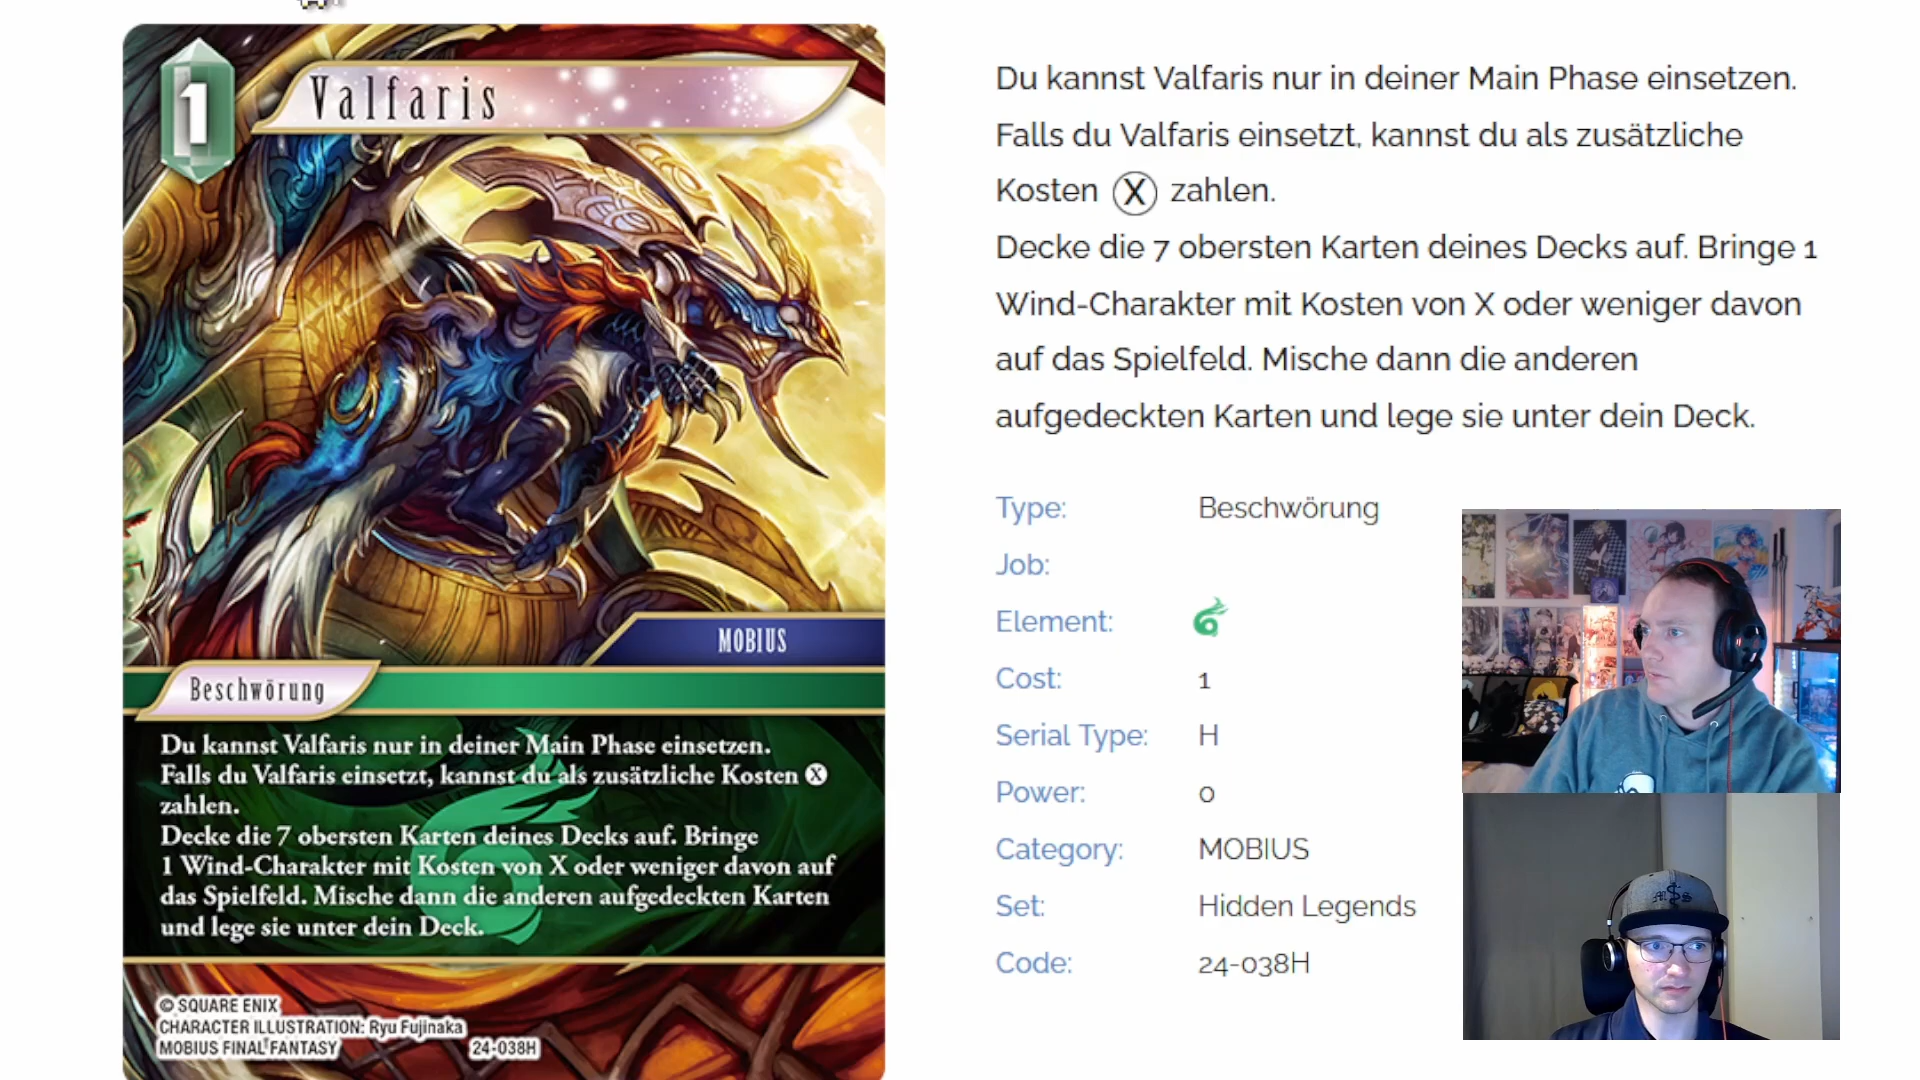 1
Valfaris
MOBIUS
Beschwörung
Du kannst Valfaris nur in deiner Main Phase einsetzen.
Falls du Valfaris einsetzt, kannst du als zusätzliche Kosten X
zahlen.
Decke die 7 obersten Karten deines Decks auf. Bringe
1 Wind-Charakter mit Kosten von X oder weniger davon auf
das Spielfeld. Mische dann die anderen aufgedeckten Karten
und lege sie unter dein Deck.
© SQUARE ENIX
CHARACTER ILLUSTRATION: Ryu Fujinaka
MOBIUS FINAL FANTASY 24-038H
Du kannst Valfaris nur in deiner Main Phase einsetzen.
Falls du Valfaris einsetzt, kannst du als zusätzliche
Kosten X zahlen.
Decke die 7 obersten Karten deines Decks auf. Bringe 1
Wind-Charakter mit Kosten von X oder weniger davon
auf das Spielfeld. Mische dann die anderen
aufgedeckten Karten und lege sie unter dein Deck.
Type: Beschwörung
Job:
Element:
Cost: 1
Serial Type: H
Power: 0
Category: MOBIUS
Set: Hidden Legends
Code: 24-038H